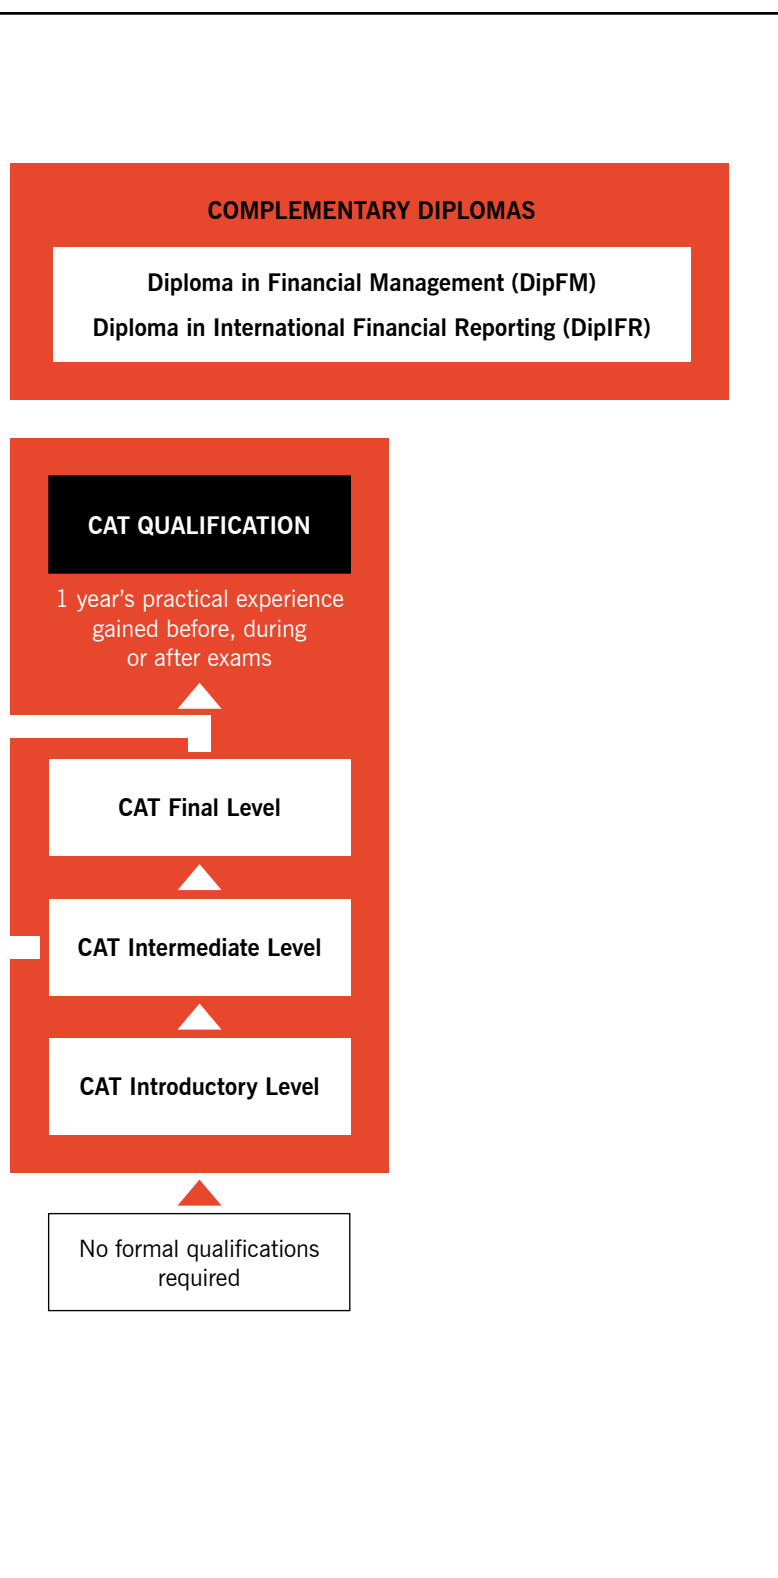 COMPLEMENTARY DIPLOMAS
Diploma in Financial Management (DipFM)
Diploma in International Financial Reporting (DipIFR)
CAT QUALIFICATION
1 year’s practical experience
gained before, during
or after exams
CAT Final Level
CAT Intermediate Level
CAT Introductory Level
No formal qualifications
required